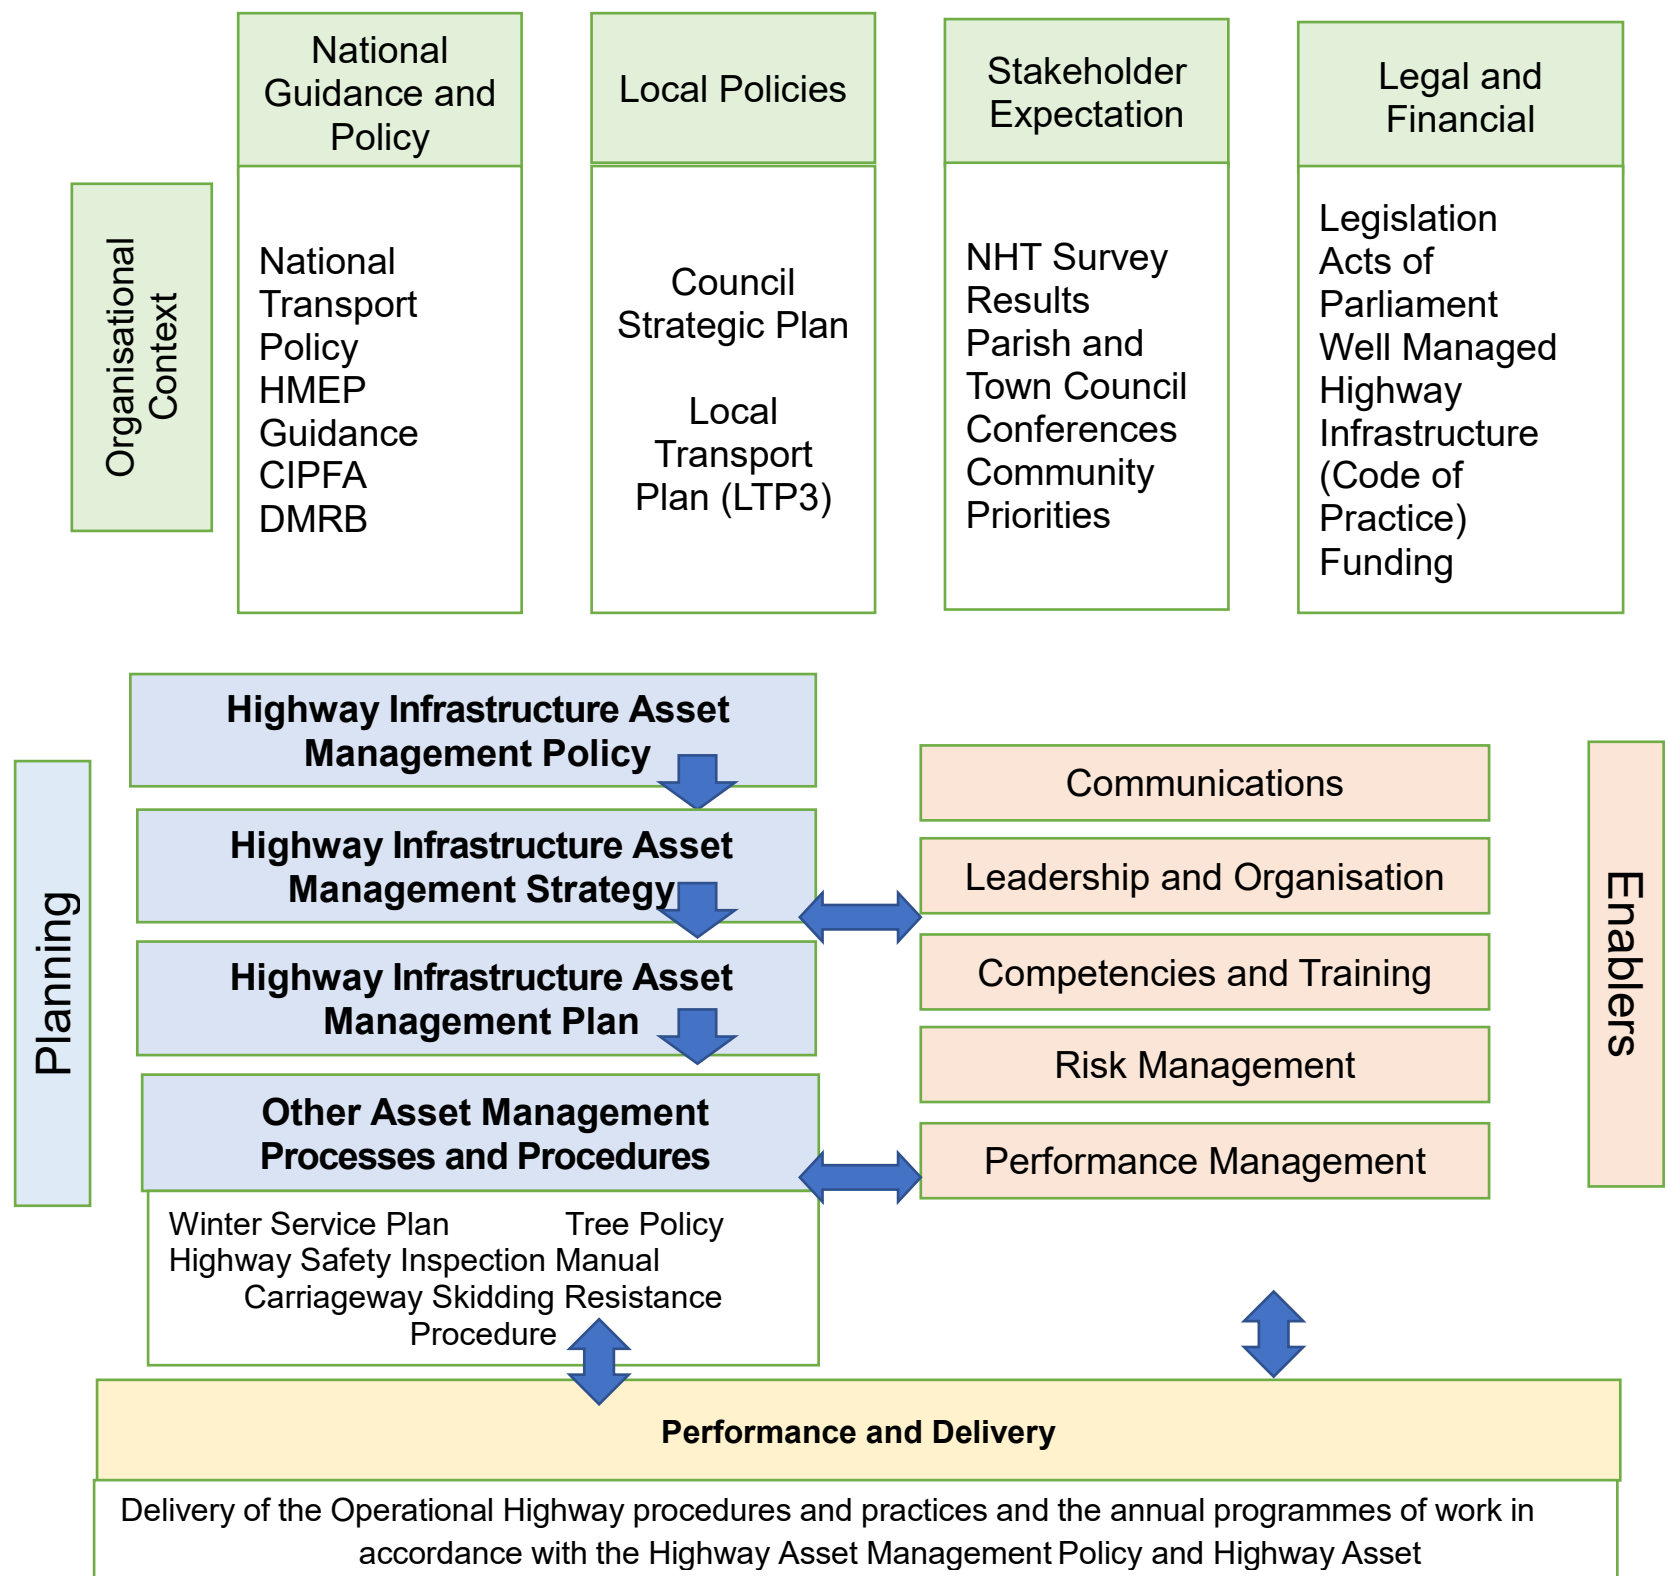 National
Guidance and
Policy
Local Policies
Stakeholder
Expectation
Legal and
Financial
Organisational
Context
National
Transport
Policy
HMEP
Guidance
CIPFA
DMRB
Council
Strategic Plan
Local
Transport
Plan (LTP3)
NHT Survey
Results
Parish and
Town Council
Conferences
Community
Priorities
Legislation
Acts of
Parliament
Well Managed
Highway
Infrastructure
(Code of
Practice)
Funding
Planning
Highway Infrastructure Asset
Management Policy
Highway Infrastructure Asset
Management Strategy
Highway Infrastructure Asset
Management Plan
Other Asset Management
Processes and Procedures
Winter Service Plan Tree Policy
Highway Safety Inspection Manual
Carriageway Skidding Resistance
Procedure
Communications
Leadership and Organisation
Competencies and Training
Risk Management
Performance Management
Enablers
Performance and Delivery
Delivery of the Operational Highway procedures and practices and the annual programmes of work in
accordance with the Highway Asset Management Policy and Highway Asset